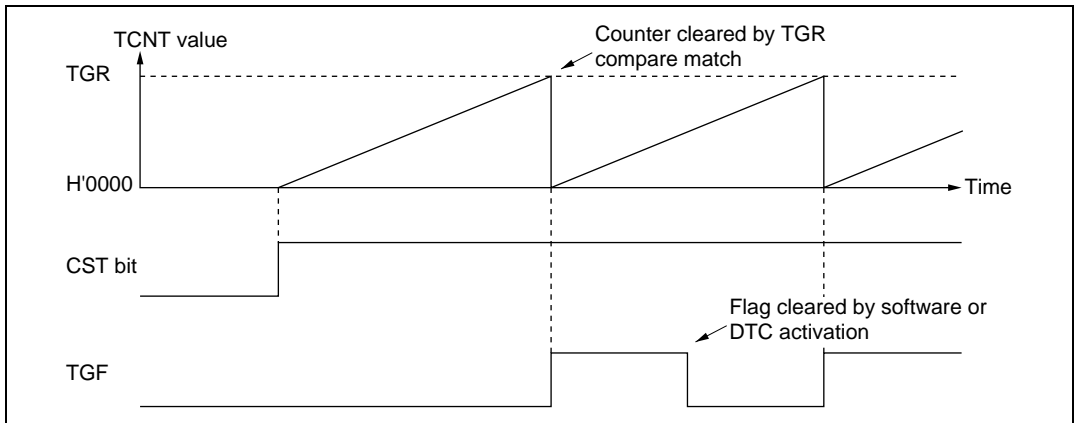 TCNT value
Counter cleared by TGR
compare match
TGR
H'0000
Time
CST bit
Flag cleared by software or
DTC activation
TGF